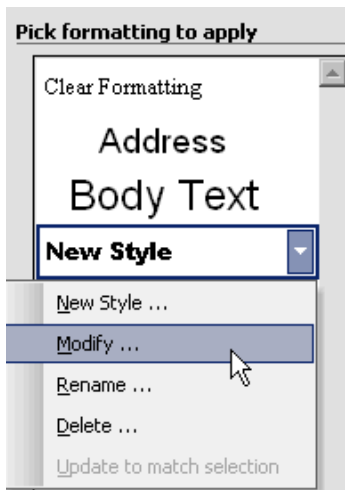 Pick formatting to apply
Clear Formatting
Address
Body Text
New Style
New Style ...
Modify ...
Rename ...
Delete ...
Update to match selection